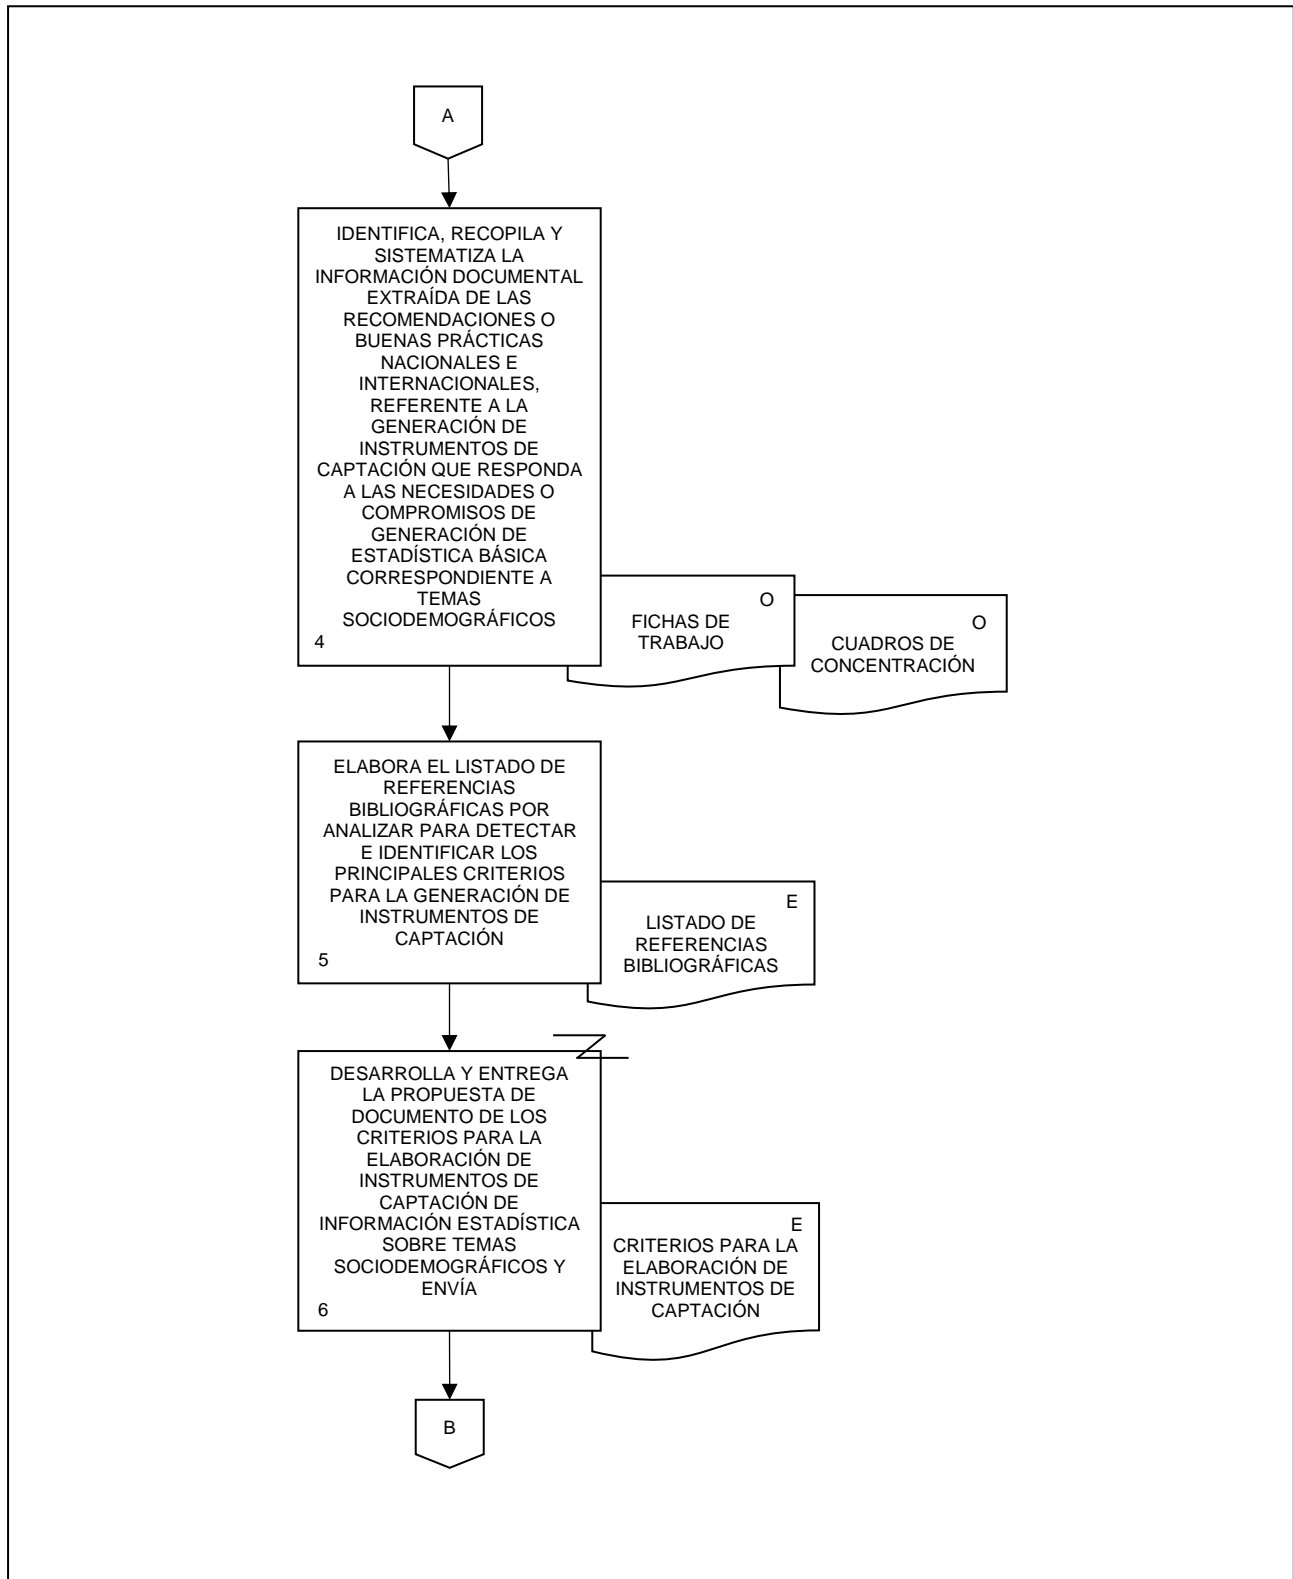 A
IDENTIFICA, RECOPILA Y
SISTEMATIZA LA
INFORMACIÓN DOCUMENTAL
EXTRAÍDA DE LAS
RECOMENDACIONES O
BUENAS PRÁCTICAS
NACIONALES E
INTERNACIONALES,
REFERENTE A LA
GENERACIÓN DE
INSTRUMENTOS DE
CAPTACIÓN QUE RESPONDA
A LAS NECESIDADES O
COMPROMISOS DE
GENERACIÓN DE
ESTADÍSTICA BÁSICA
CORRESPONDIENTE A
TEMAS
SOCIODEMOGRÁFICOS
4
O
FICHAS DE
TRABAJO
O
CUADROS DE
CONCENTRACIÓN
ELABORA EL LISTADO DE
REFERENCIAS
BIBLIOGRÁFICAS POR
ANALIZAR PARA DETECTAR
E IDENTIFICAR LOS
PRINCIPALES CRITERIOS
PARA LA GENERACIÓN DE
INSTRUMENTOS DE
CAPTACIÓN
5
E
LISTADO DE
REFERENCIAS
BIBLIOGRÁFICAS
DESARROLLA Y ENTREGA
LA PROPUESTA DE
DOCUMENTO DE LOS
CRITERIOS PARA LA
ELABORACIÓN DE
INSTRUMENTOS DE
CAPTACIÓN DE
INFORMACIÓN ESTADÍSTICA
SOBRE TEMAS
SOCIODEMOGRÁFICOS Y
ENVÍA
6
E
CRITERIOS PARA LA
ELABORACIÓN DE
INSTRUMENTOS DE
CAPTACIÓN
B